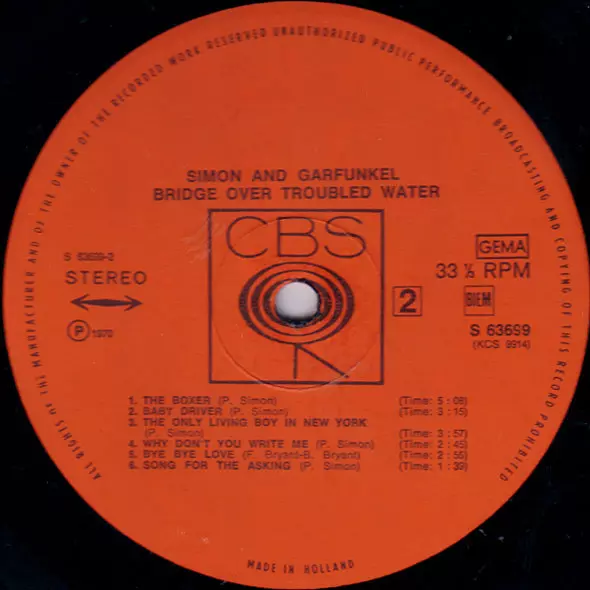 ALL RIGHTS OF THE MANUFACTURER AND OF THE OWNER OF THE RECORDED WORK RESERVED UNAUTHORIZED PUBLIC PERFORMANCE BROADCASTING AND COPYING OF THIS RECORD PROHIBITED
SIMON AND GARFUNKEL
BRIDGE OVER TROUBLED WATER
CBS
GEMA
S 63699-2
STEREO
33 ⅓ RPM
2
BIEM
Ⓟ 1970
S 63699
(KCS 9914)
1. THE BOXER (P. Simon) (Time: 5 : 08)
2. BABY DRIVER (P. Simon) (Time: 3 : 15)
3. THE ONLY LIVING BOY IN NEW YORK
(P. Simon) (Time: 3 : 57)
4. WHY DON'T YOU WRITE ME (P. Simon) (Time: 2 : 45)
5. BYE BYE LOVE (F. Bryant-B. Bryant) (Time: 2 : 55)
6. SONG FOR THE ASKING (P. Simon) (Time: 1 : 39)
MADE IN HOLLAND